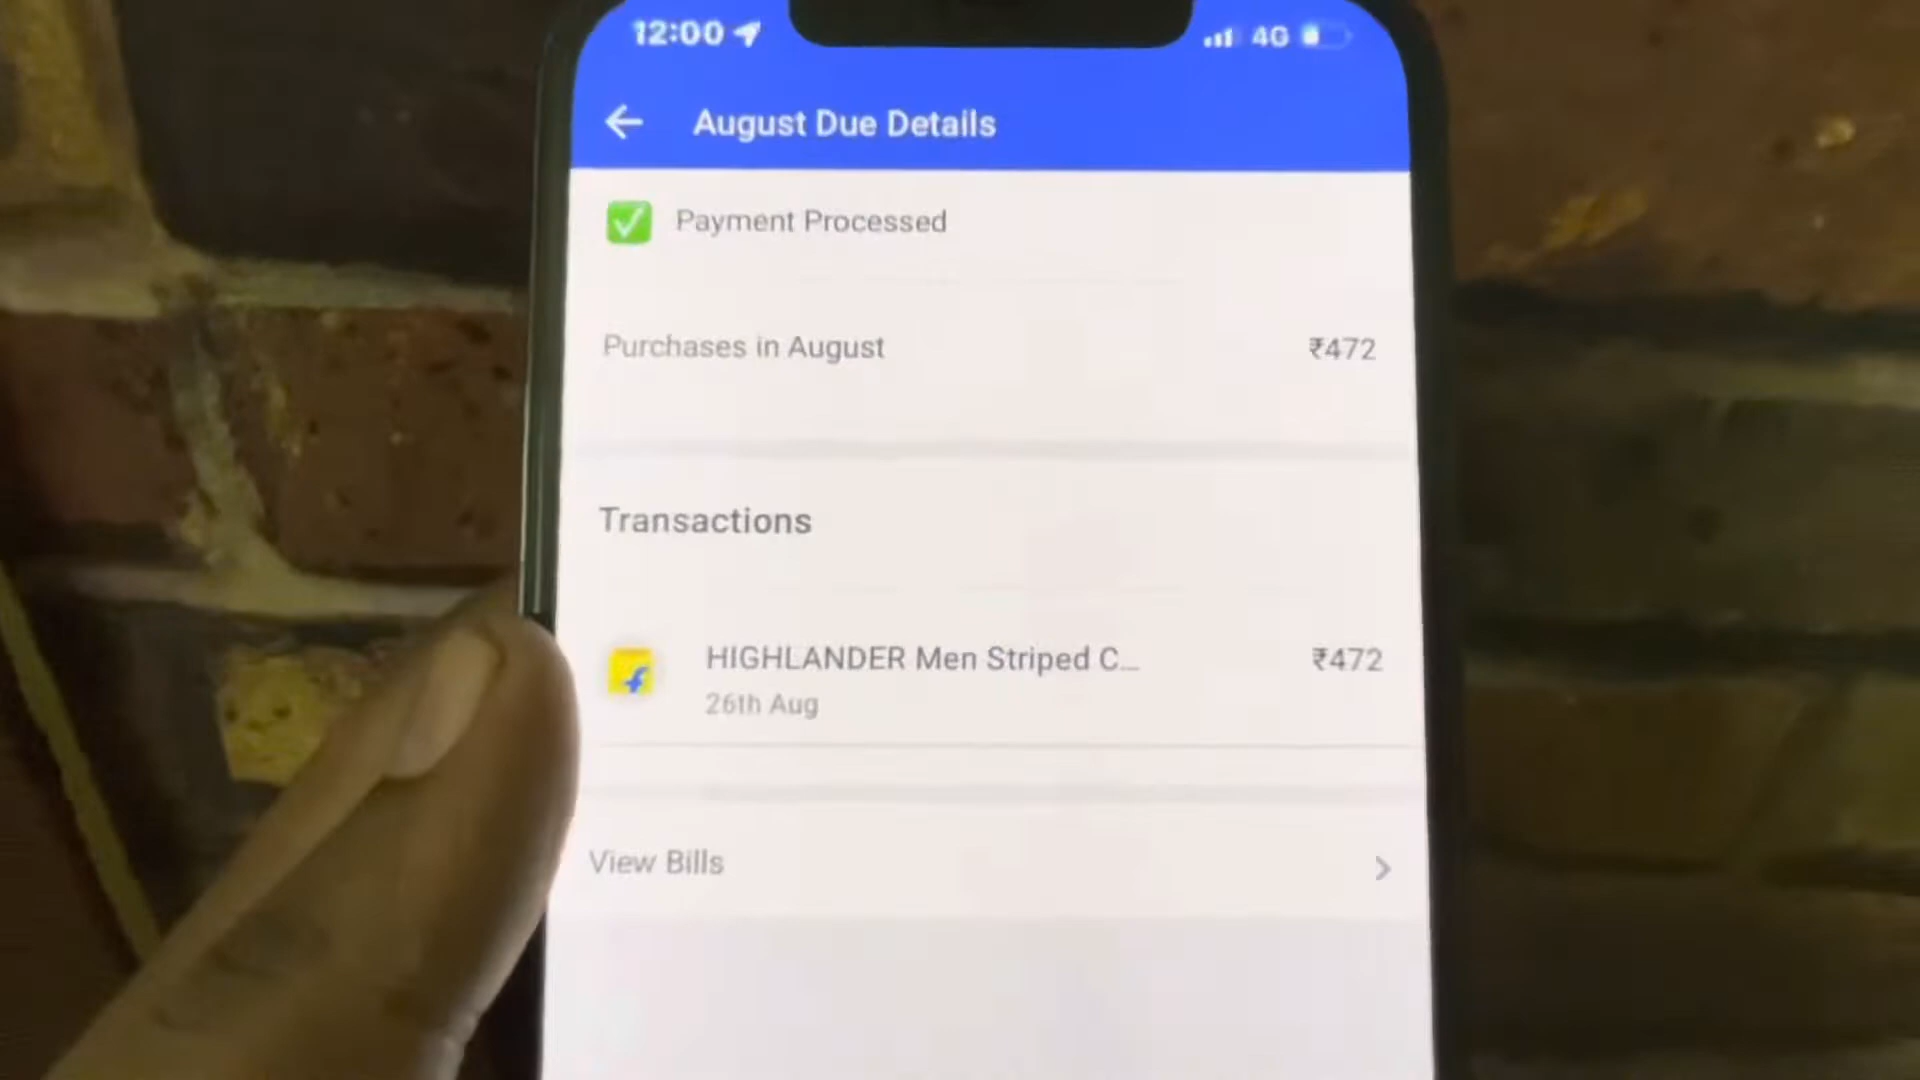 12:00 4G
August Due Details
Payment Processed
Purchases in August ₹472
Transactions
HIGHLANDER Men Striped C... ₹472
26th Aug
View Bills